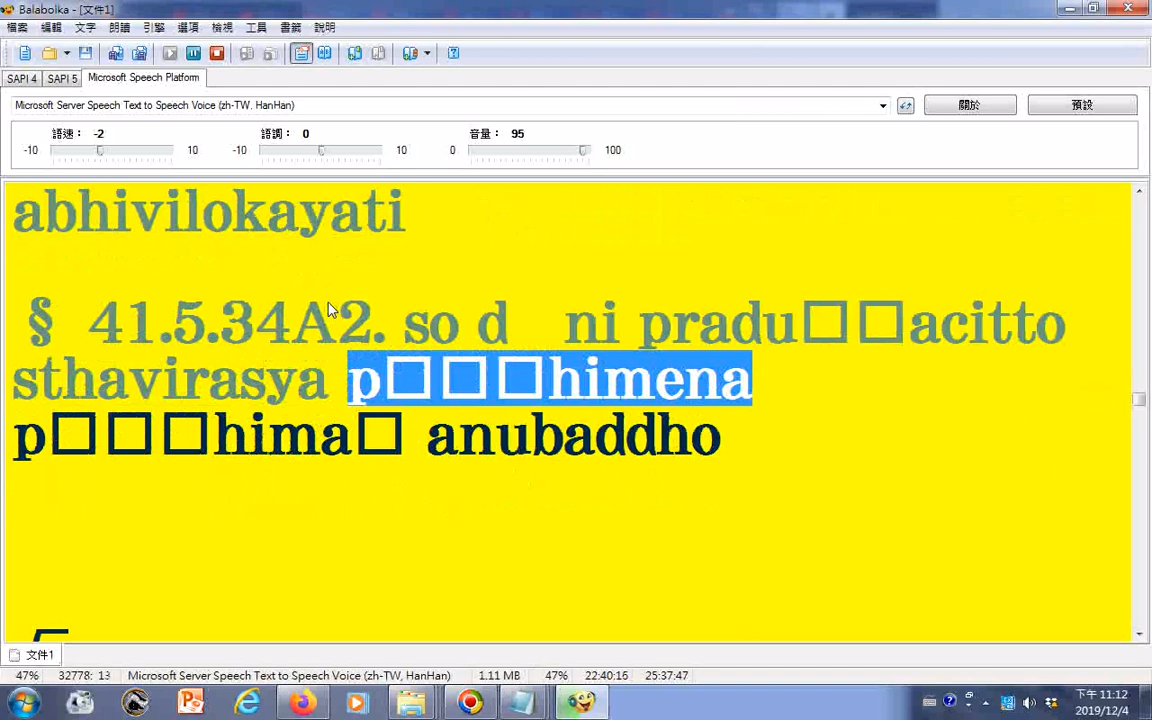 Balabolka - [文件1]
檔案 編輯 文字 朗讀 引擎 選項 檢視 工具 書籤 說明
SAPI 4 SAPI 5 Microsoft Speech Platform
Microsoft Server Speech Text to Speech Voice (zh-TW, HanHan) 關於 預設
語速： -2 語調： 0 音量： 95
-10 10 -10 10 0 100
abhivilokayati
§ 41.5.34A2. so d ni pradu□□acitto
sthavirasya p□□□himena
p□□□hima□ anubaddho
文件1
47% 32778: 13 Microsoft Server Speech Text to Speech Voice (zh-TW, HanHan) 1.11 MB 47% 22:40:16 25:37:47
下午 11:12
2019/12/4